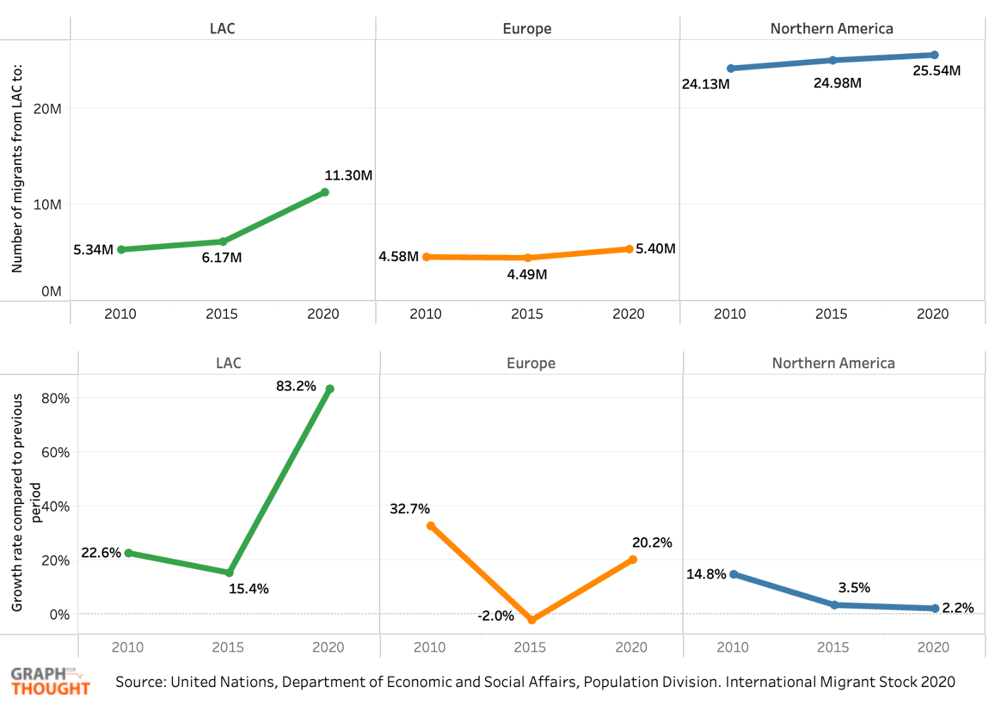 LAC Europe Northern America
Number of migrants from LAC to:
20M
10M
0M
5.34M 6.17M 11.30M
4.58M 4.49M 5.40M
24.13M 24.98M 25.54M
2010 2015 2020 2010 2015 2020 2010 2015 2020
LAC Europe Northern America
Growth rate compared to previous
period
80%
60%
40%
20%
0%
22.6% 15.4% 83.2%
32.7% -2.0% 20.2%
14.8% 3.5% 2.2%
2010 2015 2020 2010 2015 2020 2010 2015 2020
GRAPH FOR
THOUGHT
Source: United Nations, Department of Economic and Social Affairs, Population Division. International Migrant Stock 2020